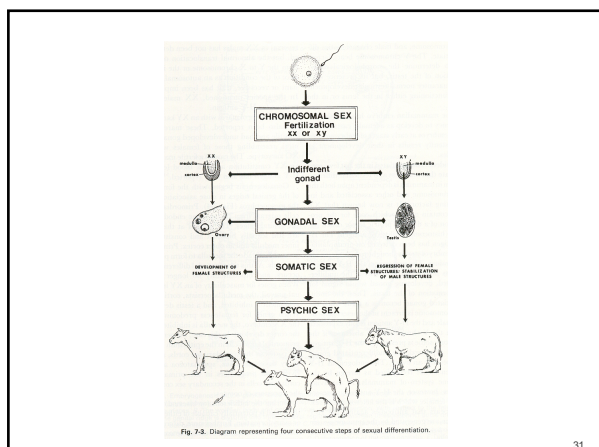 CHROMOSOMAL SEX
Fertilization
xx or xy
XX
medulla
cortex
Indifferent
gonad
XY
medulla
cortex
GONADAL SEX
Ovary
Testis
DEVELOPMENT OF
FEMALE STRUCTURES
SOMATIC SEX
REGRESSION OF FEMALE
STRUCTURES; STABILIZATION
OF MALE STRUCTURES
PSYCHIC SEX
Fig. 7-3. Diagram representing four consecutive steps of sexual differentiation.
31